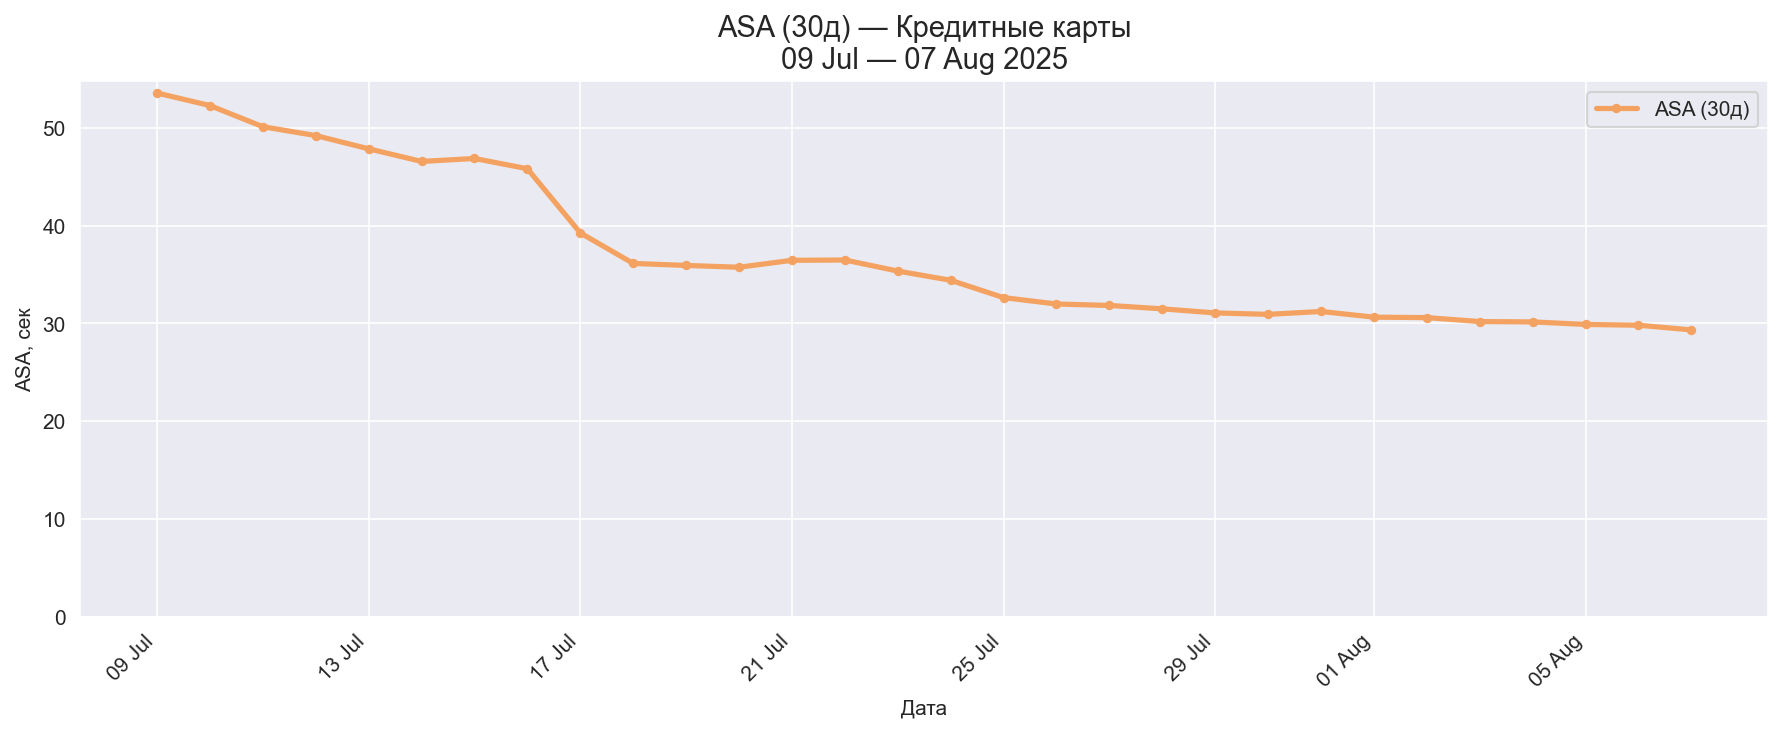 ASA (30д) — Кредитные карты
09 Jul — 07 Aug 2025
ASA (30д)
ASA, сек
50
40
30
20
10
0
09 Jul
13 Jul
17 Jul
21 Jul
25 Jul
29 Jul
01 Aug
05 Aug
Дата